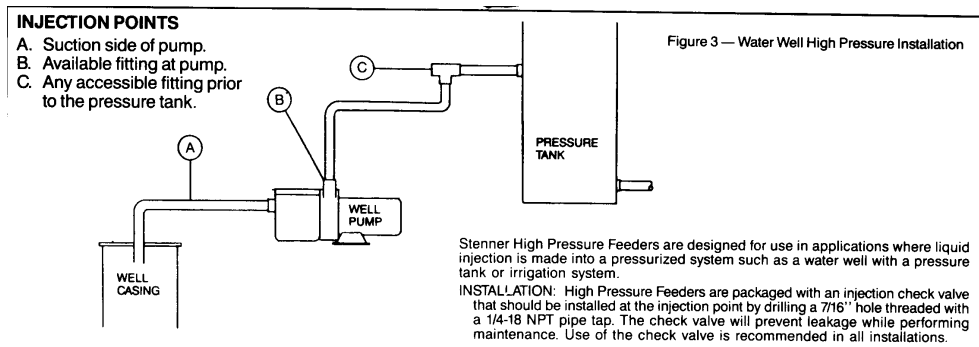 INJECTION POINTS
A. Suction side of pump.
B. Available fitting at pump.
C. Any accessible fitting prior
to the pressure tank.
Figure 3 — Water Well High Pressure Installation
C
B
A
PRESSURE
TANK
WELL
PUMP
WELL
CASING
Stenner High Pressure Feeders are designed for use in applications where liquid
injection is made into a pressurized system such as a water well with a pressure
tank or irrigation system.
INSTALLATION: High Pressure Feeders are packaged with an injection check valve
that should be installed at the injection point by drilling a 7/16'' hole threaded with
a 1/4-18 NPT pipe tap. The check valve will prevent leakage while performing
maintenance. Use of the check valve is recommended in all installations.